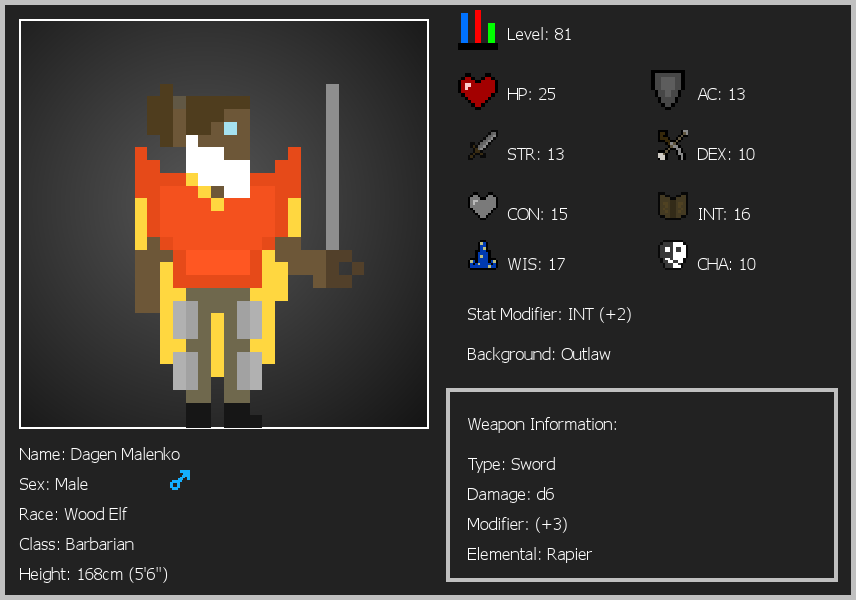 Level: 81
HP: 25
AC: 13
STR: 13
DEX: 10
CON: 15
INT: 16
WIS: 17
CHA: 10
Stat Modifier: INT (+2)
Background: Outlaw
Name: Dagen Malenko
Sex: Male
Race: Wood Elf
Class: Barbarian
Height: 168cm (5'6")
Weapon Information:
Type: Sword
Damage: d6
Modifier: (+3)
Elemental: Rapier